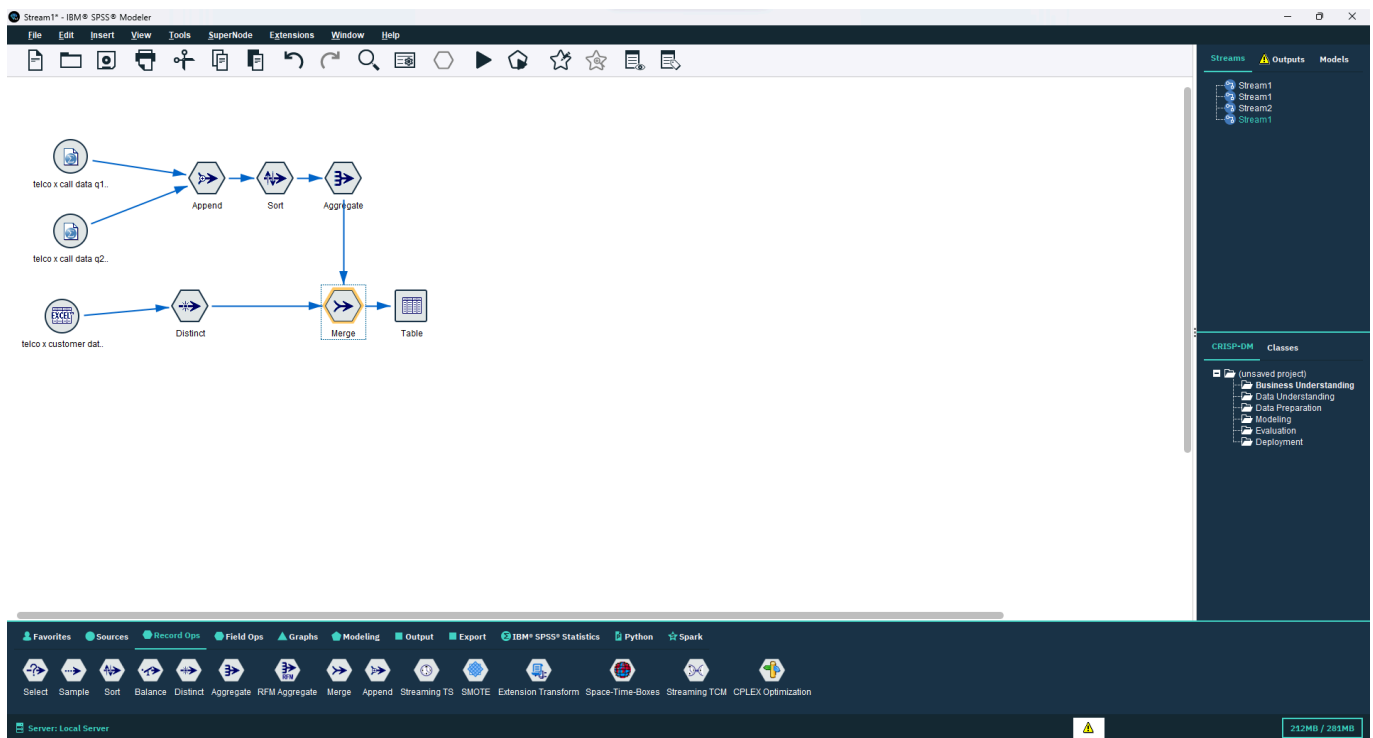 Stream1* - IBM® SPSS® Modeler
File Edit Insert View Tools SuperNode Extensions Window Help
Streams Outputs Models
Stream1
Stream1
Stream2
Stream1
telco x call data q1..
Append Sort Aggregate
telco x call data q2..
EXCEL
telco x customer dat..
Distinct Merge Table
CRISP-DM Classes
(unsaved project)
Business Understanding
Data Understanding
Data Preparation
Modeling
Evaluation
Deployment
Favorites Sources Record Ops Field Ops Graphs Modeling Output Export IBM® SPSS® Statistics Python Spark
RFM
Select Sample Sort Balance Distinct Aggregate RFM Aggregate Merge Append Streaming TS SMOTE Extension Transform Space-Time-Boxes Streaming TCM CPLEX Optimization
Server: Local Server
212MB / 281MB